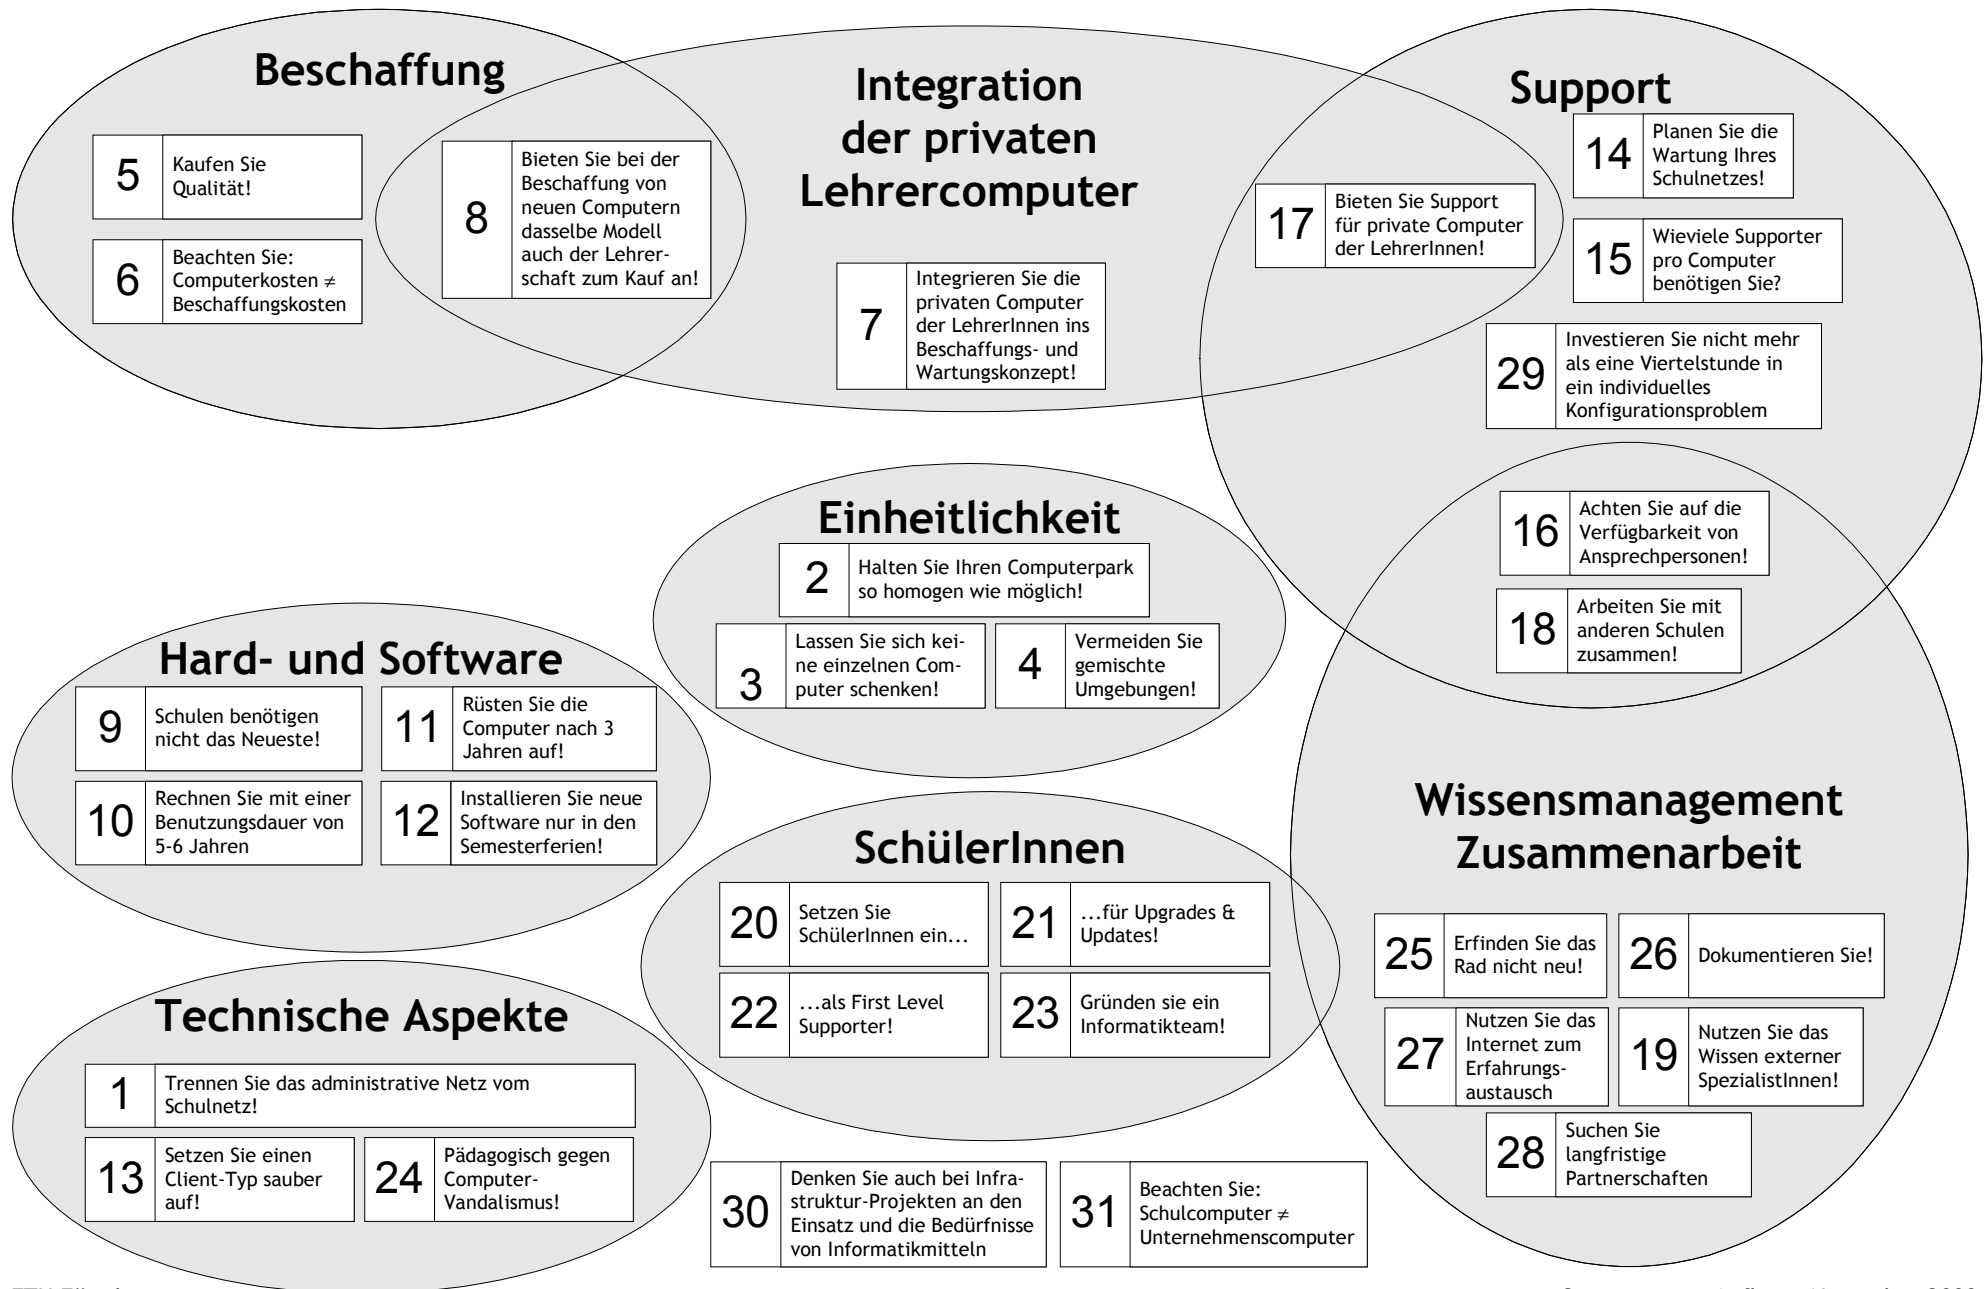 Beschaffung
5
Kaufen Sie
Qualität!
6
Beachten Sie:
Computerkosten ≠
Beschaffungskosten
8
Bieten Sie bei der
Beschaffung von
neuen Computern
dasselbe Modell
auch der Lehrer-
schaft zum Kauf an!
Integration
der privaten
Lehrercomputer
7
Integrieren Sie die
privaten Computer
der LehrerInnen ins
Beschaffungs- und
Wartungskonzept!
Support
14
Planen Sie die
Wartung Ihres
Schulnetzes!
17
Bieten Sie Support
für private Computer
der LehrerInnen!
15
Wieviele Supporter
pro Computer
benötigen Sie?
29
Investieren Sie nicht mehr
als eine Viertelstunde in
ein individuelles
Konfigurationsproblem
16
Achten Sie auf die
Verfügbarkeit von
Ansprechpersonen!
18
Arbeiten Sie mit
anderen Schulen
zusammen!
Einheitlichkeit
2
Halten Sie Ihren Computerpark
so homogen wie möglich!
3
Lassen Sie sich kei-
ne einzelnen Com-
puter schenken!
4
Vermeiden Sie
gemischte
Umgebungen!
Hard- und Software
9
Schulen benötigen
nicht das Neueste!
11
Rüsten Sie die
Computer nach 3
Jahren auf!
10
Rechnen Sie mit einer
Benutzungsdauer von
5-6 Jahren
12
Installieren Sie neue
Software nur in den
Semesterferien!
SchülerInnen
20
Setzen Sie
SchülerInnen ein...
21
...für Upgrades &
Updates!
22
...als First Level
Supporter!
23
Gründen sie ein
Informatikteam!
Wissensmanagement
Zusammenarbeit
25
Erfinden Sie das
Rad nicht neu!
26
Dokumentieren Sie!
27
Nutzen Sie das
Internet zum
Erfahrungs-
austausch
19
Nutzen Sie das
Wissen externer
SpezialistInnen!
28
Suchen Sie
langfristige
Partnerschaften
Technische Aspekte
1
Trennen Sie das administrative Netz vom
Schulnetz!
13
Setzen Sie einen
Client-Typ sauber
auf!
24
Pädagogisch gegen
Computer-
Vandalismus!
30
Denken Sie auch bei Infra-
struktur-Projekten an den
Einsatz und die Bedürfnisse
von Informatikmitteln
31
Beachten Sie:
Schulcomputer ≠
Unternehmenscomputer